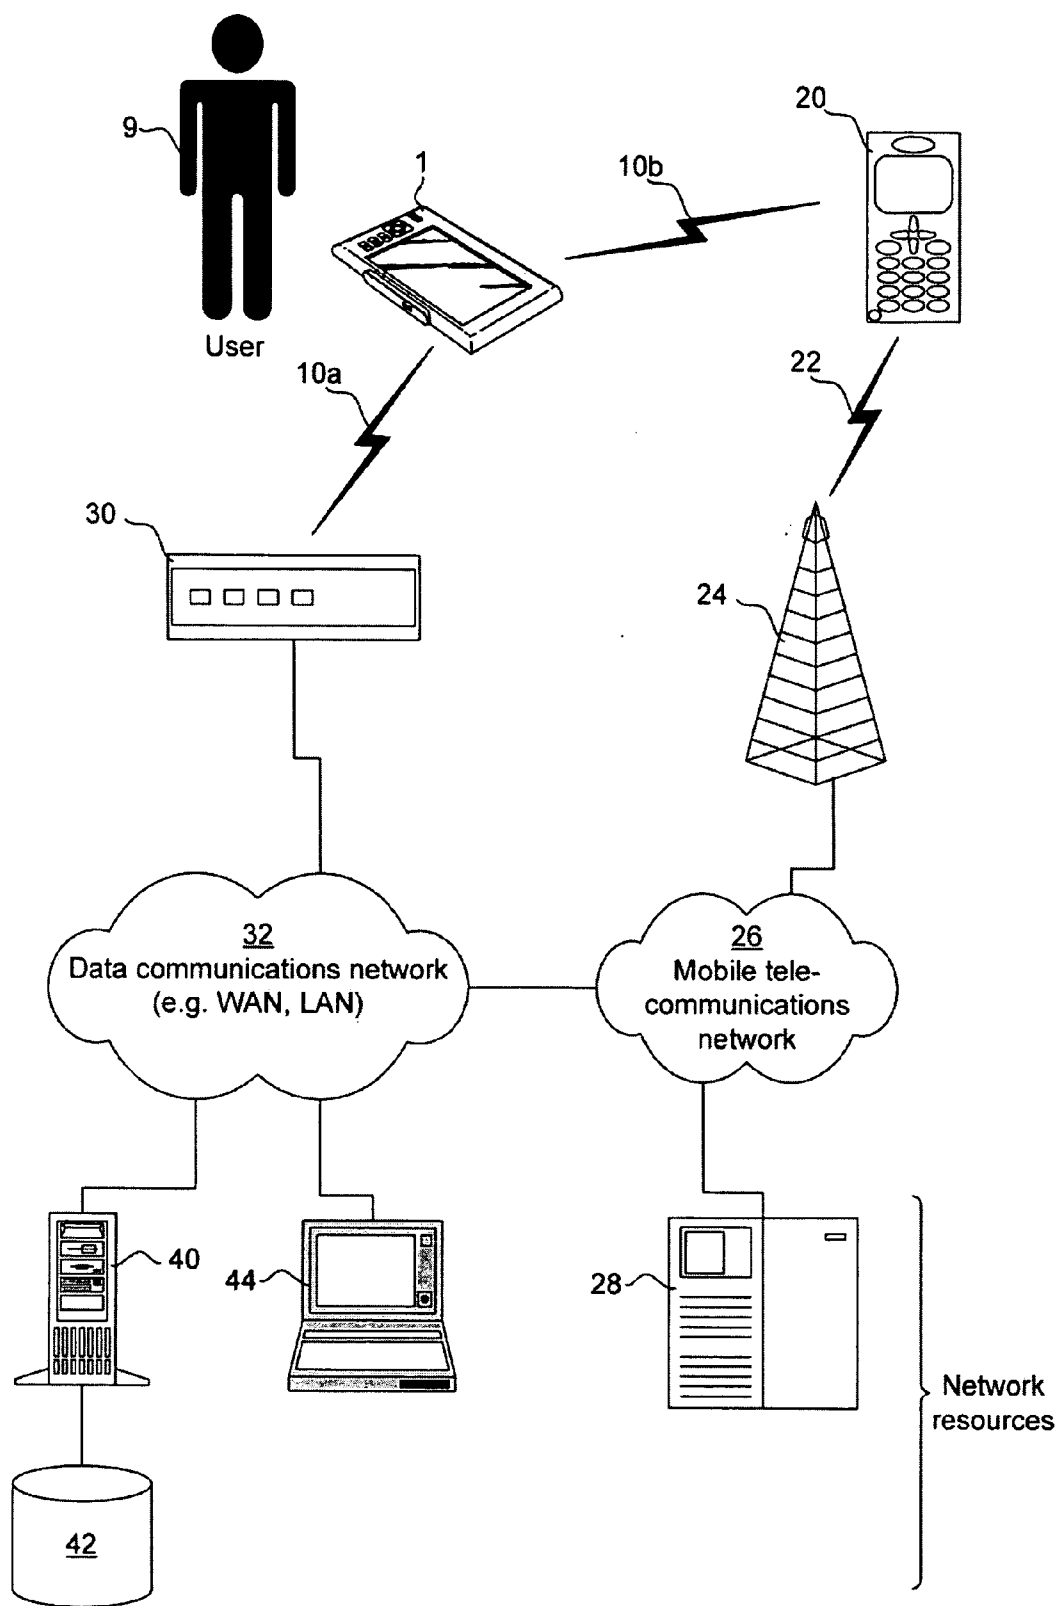 9
1
10b
20
User
10a
22
30
24
32
Data communications network
(e.g. WAN, LAN)
26
Mobile tele-
communications
network
40
44
28
Network
resources
42